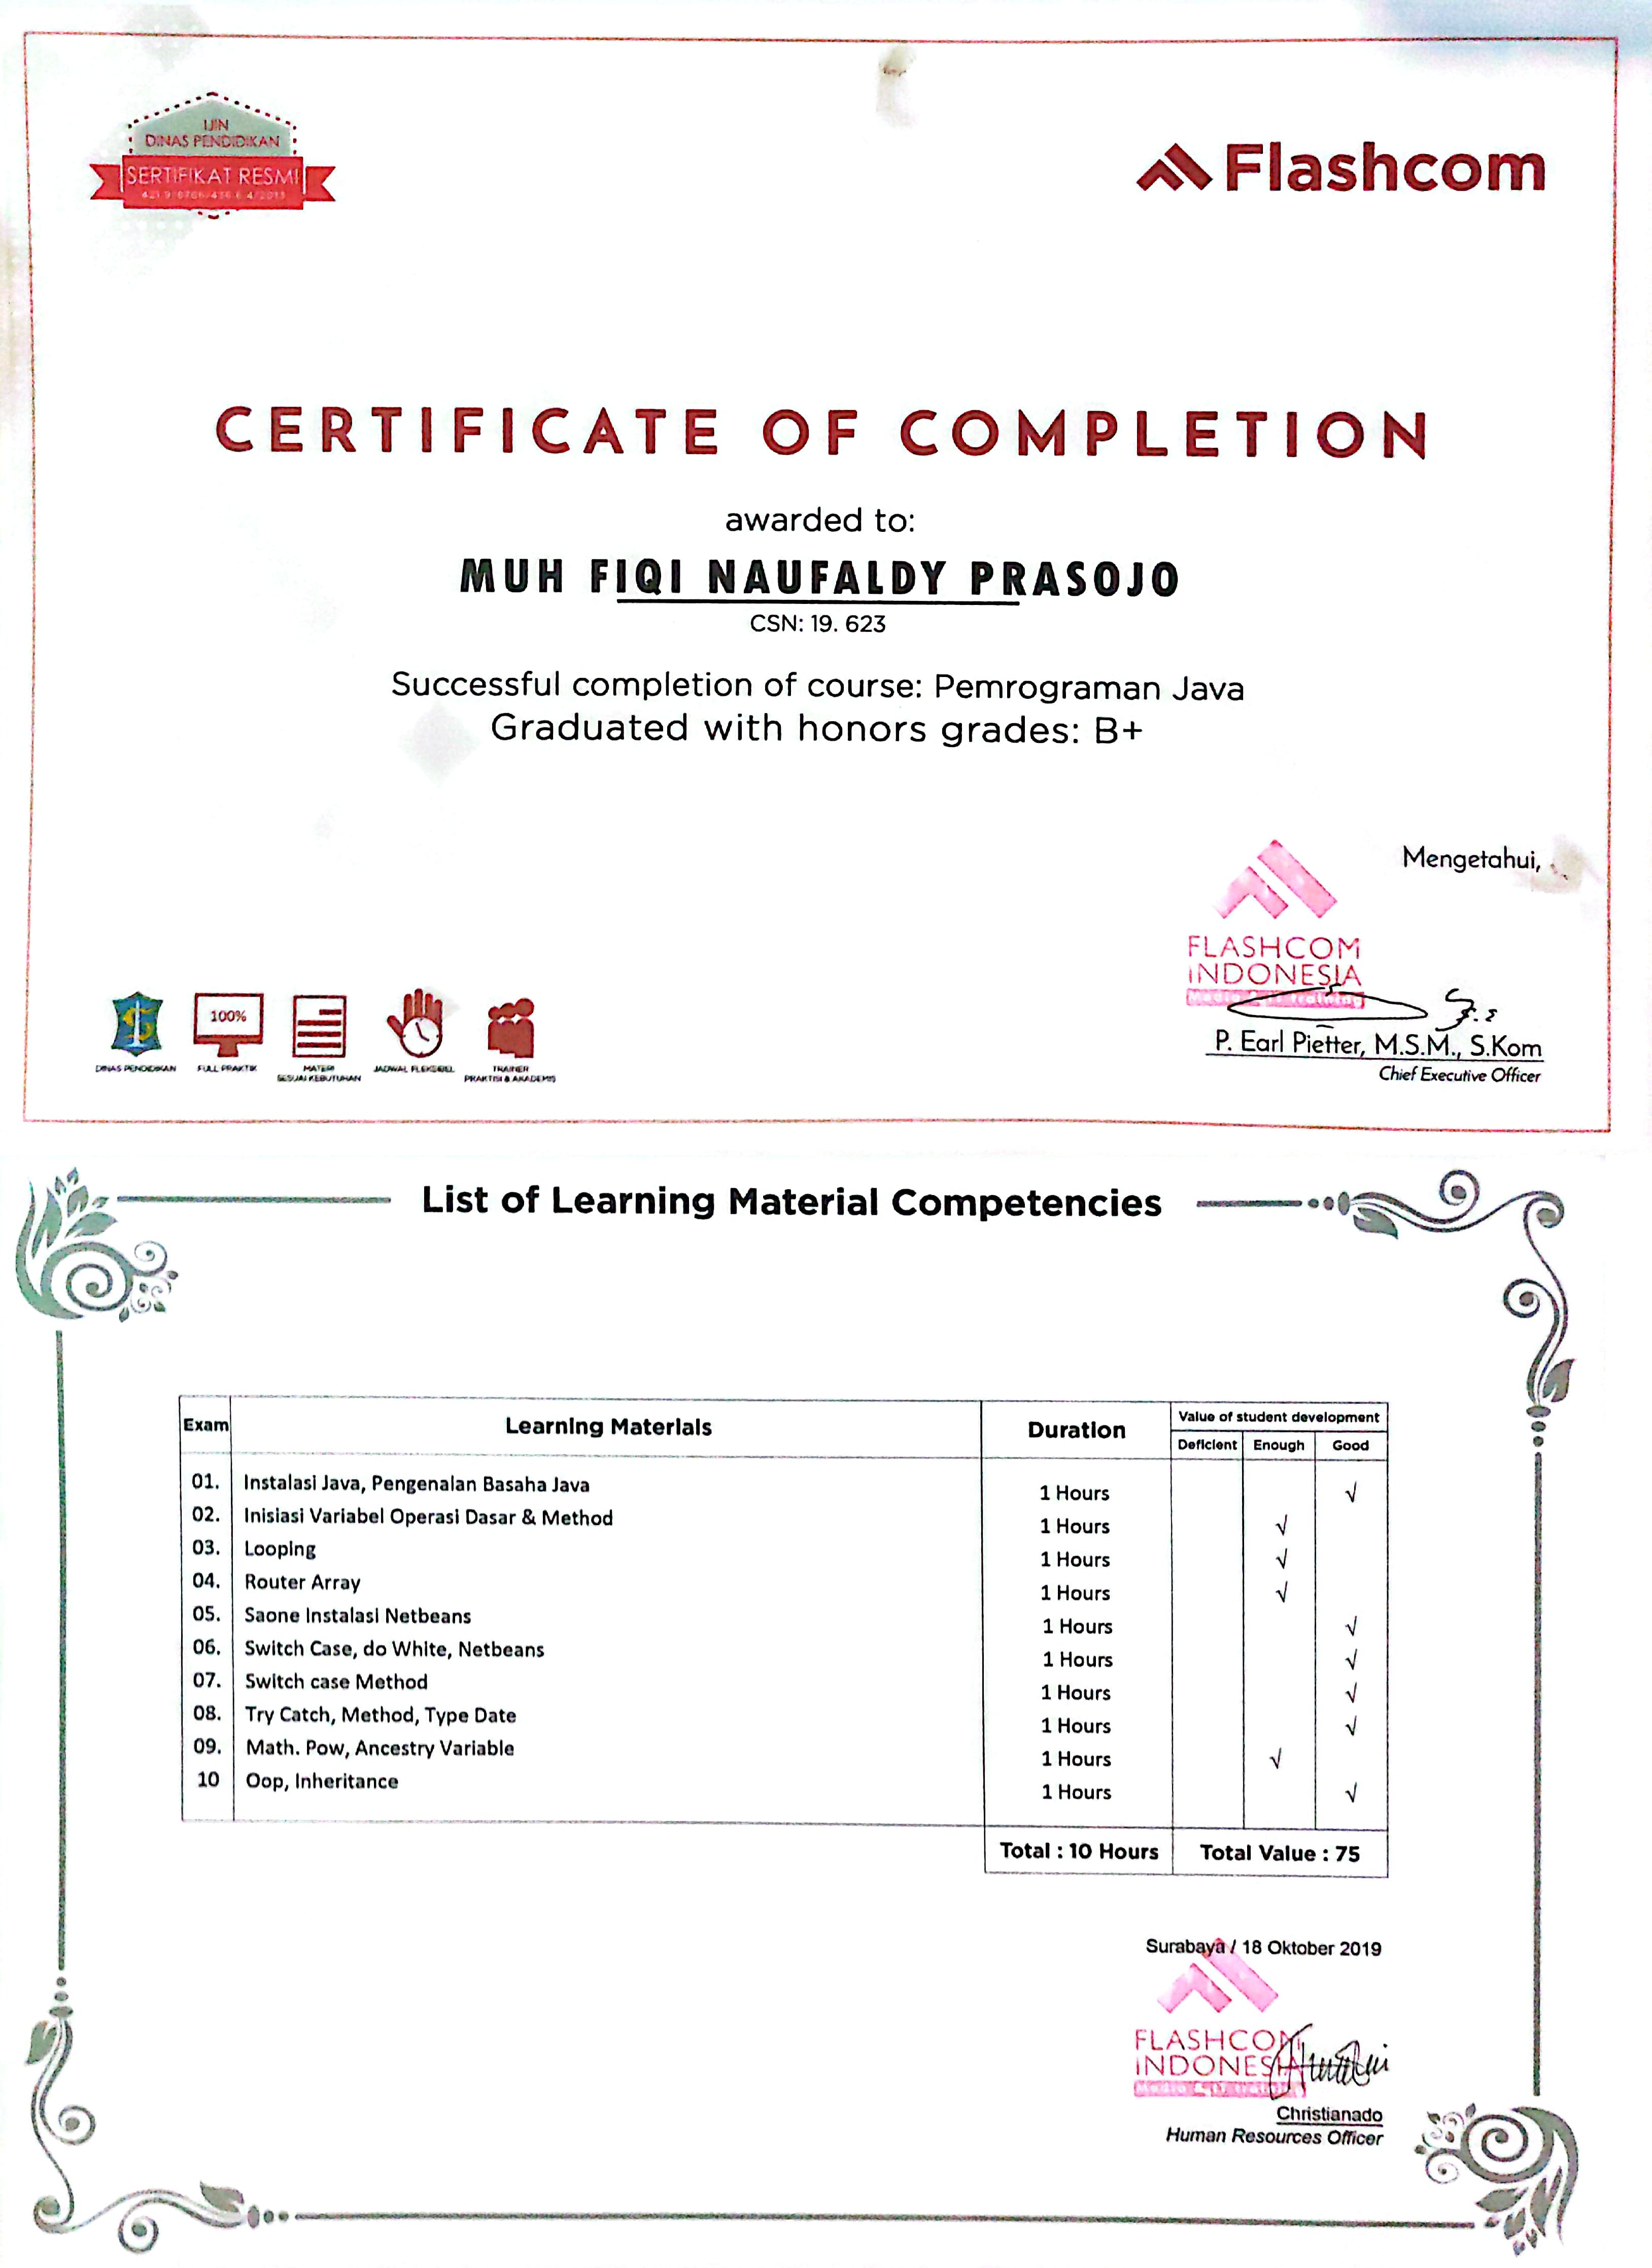 IJIN
DINAS PENDIDIKAN
SERTIFIKAT RESMI
Flashcom
CERTIFICATE OF COMPLETION
awarded to:
MUH FIQI NAUFALDY PRASOJO
CSN: 19. 623
Successful completion of course: Pemrograman Java
Graduated with honors grades: B+
Mengetahui,
FLASHCOM
INDONESIA
Media & IT training
P. Earl Pietter, M.S.M., S.Kom
Chief Executive Officer
100%
DINAS PENDIDIKAN
FULL PRAKTIK
MATERI
SESUAI KEBUTUHAN
JADWAL FLEKSIBEL
TRAINER
PRAKTISI & AKADEMIS
List of Learning Material Competencies
Exam Learning Materials Duration Value of student development
Deficient Enough Good
01. Instalasi Java, Pengenalan Basaha Java 1 Hours √
02. Inisiasi Variabel Operasi Dasar & Method 1 Hours √
03. Looping 1 Hours √
04. Router Array 1 Hours √
05. Saone Instalasi Netbeans 1 Hours √
06. Switch Case, do White, Netbeans 1 Hours √
07. Switch case Method 1 Hours √
08. Try Catch, Method, Type Date 1 Hours √
09. Math. Pow, Ancestry Variable 1 Hours √
10 Oop, Inheritance 1 Hours √
Total : 10 Hours Total Value : 75
Surabaya / 18 Oktober 2019
FLASHCOM
INDONESIA
Media & IT training
Christianado
Human Resources Officer